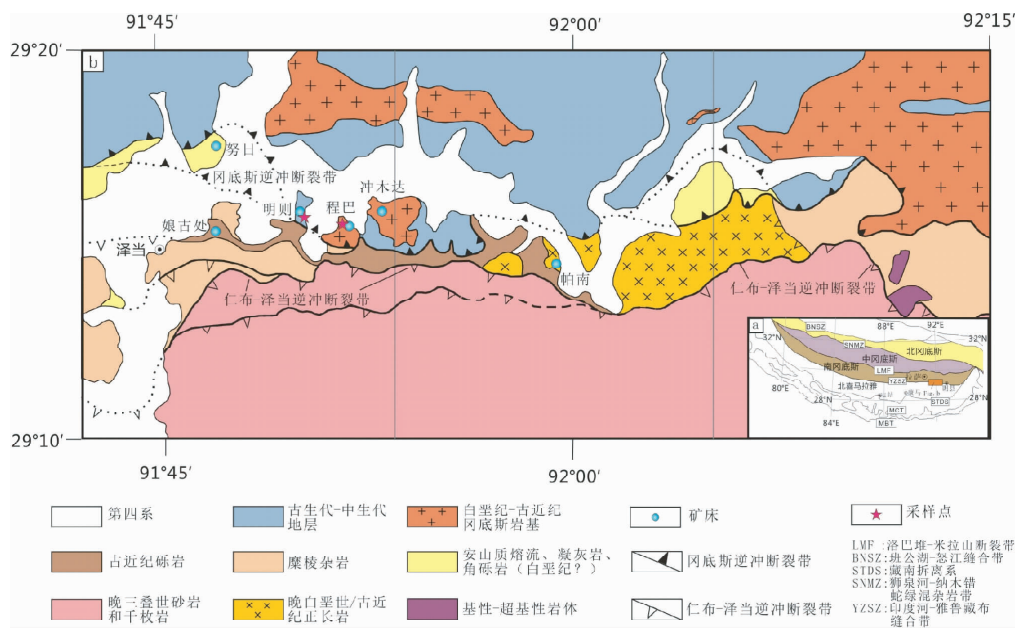 91°45′ 92°00′ 92°15′
29°20′
b
努日
冈底斯逆冲断裂带
冲木达
明则
程巴
娘古处
泽当
帕南
仁布-泽当逆冲断裂带
仁布-泽当逆冲断裂带
a
BNSZ
88°E 92°E
32°N
SNMZ
32°N
北冈底斯
中冈底斯
南冈底斯
LMF
拉萨
YZSZ
80°E
北喜马拉雅
STDS
28°N
28°N
MCT
84°E
MBT
29°10′
91°45′ 92°00′
第四系
古生代-中生代
地层
白垩纪-古近纪
冈底斯岩基
矿床
采样点
古近纪砾岩
糜棱杂岩
安山质熔流、凝灰岩、
角砾岩(白垩纪?)
冈底斯逆冲断裂带
晚三叠世砂岩
和千枚岩
晚白垩世/古近
纪正长岩
基性-超基性岩体
仁布-泽当逆冲断裂带
LMF:洛巴堆-米拉山断裂带
BNSZ:班公湖-怒江缝合带
STDS:藏南拆离系
SNMZ:狮泉河-纳木错
蛇绿混杂岩带
YZSZ:印度河-雅鲁藏布
缝合带